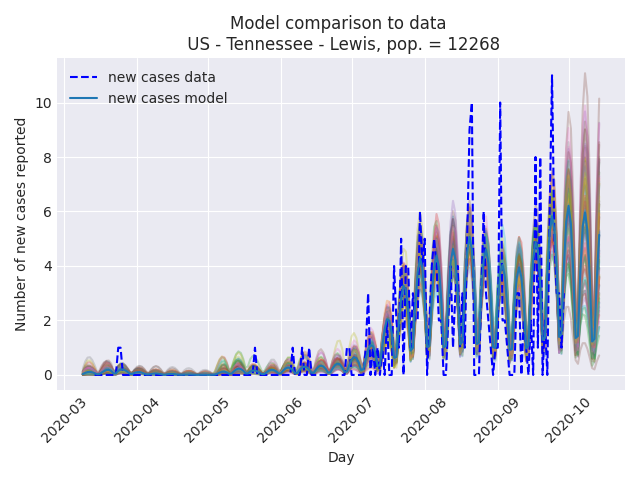 Model comparison to data
US - Tennessee - Lewis, pop. = 12268
new cases data
new cases model
Number of new cases reported
10
8
6
4
2
0
2020-03
2020-04
2020-05
2020-06
2020-07
2020-08
2020-09
2020-10
Day